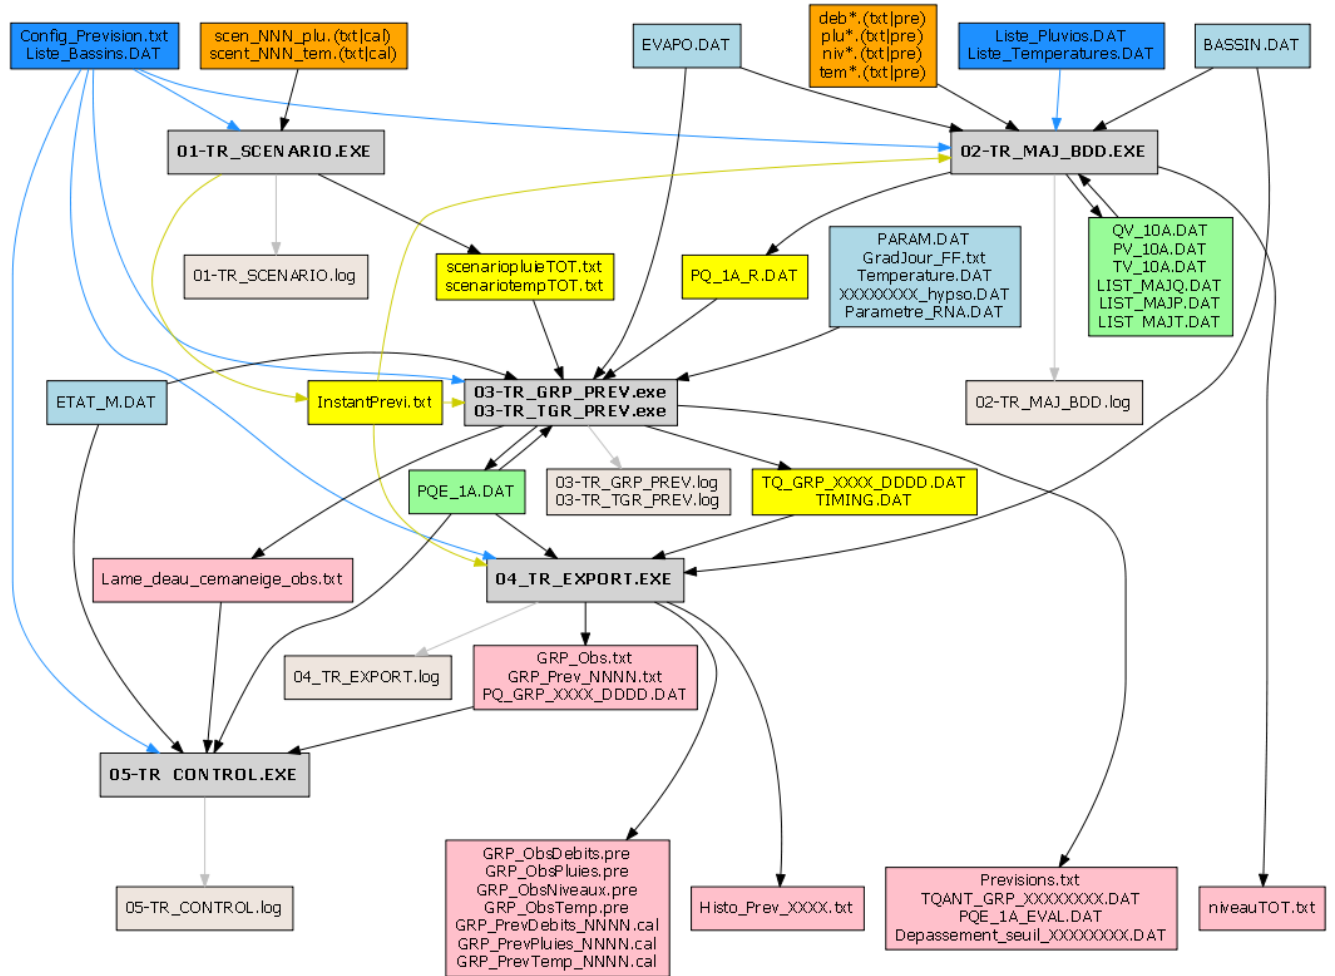 Config_Prevision.txt
Liste_Bassins.DAT
scen_NNN_plu.(txt|cal)
scent_NNN_tem.(txt|cal)
EVAPO.DAT
deb*.(txt|pre)
plu*.(txt|pre)
niv*.(txt|pre)
tem*.(txt|pre)
Liste_Pluvios.DAT
Liste_Temperatures.DAT
BASSIN.DAT
01-TR_SCENARIO.EXE
02-TR_MAJ_BDD.EXE
01-TR_SCENARIO.log
scenariopluieTOT.txt
scenariotempTOT.txt
PQ_1A_R.DAT
PARAM.DAT
GradJour_FF.txt
Temperature.DAT
XXXXXXXX_hypso.DAT
Parametre_RNA.DAT
QV_10A.DAT
PV_10A.DAT
TV_10A.DAT
LIST_MAJQ.DAT
LIST_MAJP.DAT
LIST MAJT.DAT
ETAT_M.DAT
InstantPrevi.txt
03-TR_GRP_PREV.exe
03-TR_TGR_PREV.exe
02-TR_MAJ_BDD.log
PQE_1A.DAT
03-TR_GRP_PREV.log
03-TR_TGR_PREV.log
TQ_GRP_XXXX_DDDD.DAT
TIMING.DAT
Lame_deau_cemaneige_obs.txt
04_TR_EXPORT.EXE
04_TR_EXPORT.log
GRP_Obs.txt
GRP_Prev_NNNN.txt
PQ_GRP_XXXX_DDDD.DAT
05-TR CONTROL.EXE
05-TR_CONTROL.log
GRP_ObsDebits.pre
GRP_ObsPluies.pre
GRP_ObsNiveaux.pre
GRP_ObsTemp.pre
GRP_PrevDebits_NNNN.cal
GRP_PrevPluies_NNNN.cal
GRP_PrevTemp_NNNN.cal
Histo_Prev_XXXX.txt
Previsions.txt
TQANT_GRP_XXXXXXXX.DAT
PQE_1A_EVAL.DAT
Depassement_seuil_XXXXXXXX.DAT
niveauTOT.txt